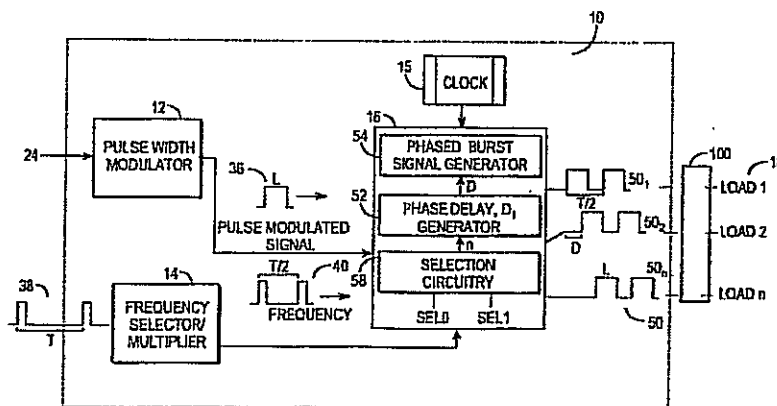 10
15
CLOCK
12
16
PULSE WIDTH
MODULATOR
24
54
PHASED BURST
SIGNAL GENERATOR
36
L
D
100
50₁
LOAD 1
T/2
52
PHASE DELAY, D₁
GENERATOR
50₂
LOAD 2
PULSE MODULATED
SIGNAL
n
D
58
SELECTION
CIRCUITRY
14
T/2
40
L
50n
LOAD n
38
FREQUENCY
SELECTOR/
MULTIPLIER
FREQUENCY
SEL0
SEL1
50
T